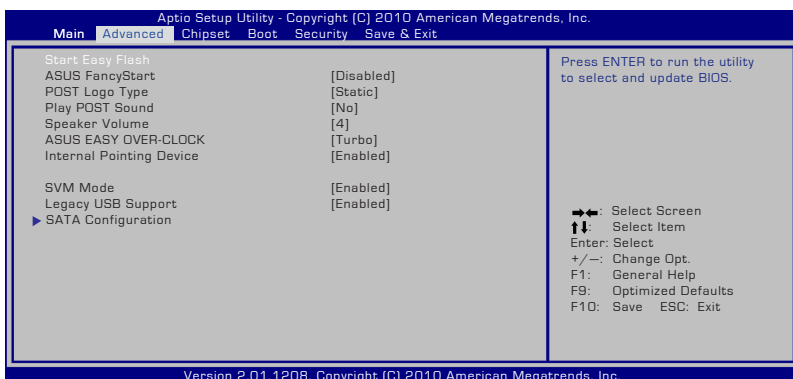 Aptio Setup Utility - Copyright (C) 2010 American Megatrends, Inc.
Main Advanced Chipset Boot Security Save & Exit
Start Easy Flash
ASUS FancyStart [Disabled]
POST Logo Type [Static]
Play POST Sound [No]
Speaker Volume [4]
ASUS EASY OVER-CLOCK [Turbo]
Internal Pointing Device [Enabled]
SVM Mode [Enabled]
Legacy USB Support [Enabled]
SATA Configuration
Press ENTER to run the utility
to select and update BIOS.
→←: Select Screen
↑↓: Select Item
Enter: Select
+/—: Change Opt.
F1: General Help
F9: Optimized Defaults
F10: Save ESC: Exit
Version 2.01.1208. Copyright (C) 2010 American Megatrends, Inc.